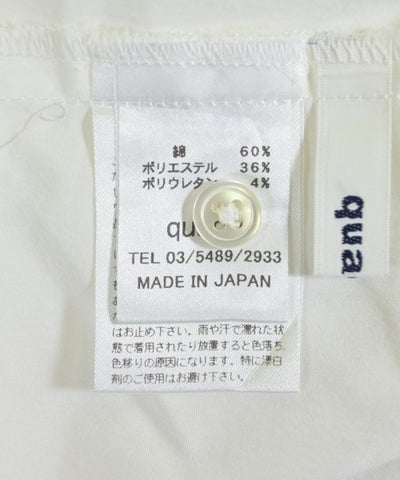 綿 60%
ポリエステル 36%
ポリウレタン 4%
qu
TEL 03/5489/2933
MADE IN JAPAN
はお止め下さい。雨や汗で濡れた状
態で着用されたり放置すると色落ち、
色移りの原因になります。特に漂白
剤のご使用はお避け下さい。
qua